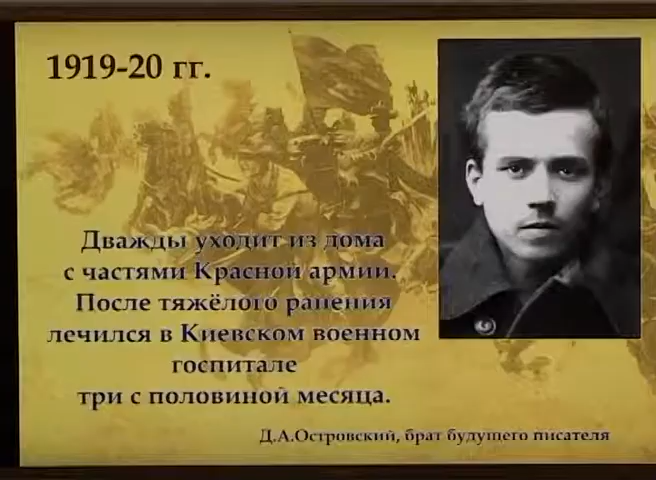 1919-20 гг.
Дважды уходит из дома
с частями Красной армии.
После тяжёлого ранения
лечился в Киевском военном
госпитале
три с половиной месяца.
Д.А.Островский, брат будущего писателя